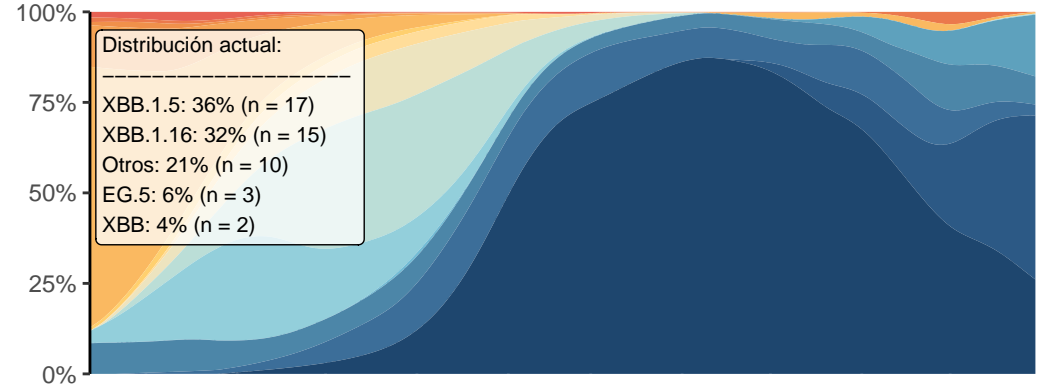 100%
75%
50%
25%
0%
Distribución actual:
--------------------
XBB.1.5: 36% (n = 17)
XBB.1.16: 32% (n = 15)
Otros: 21% (n = 10)
EG.5: 6% (n = 3)
XBB: 4% (n = 2)